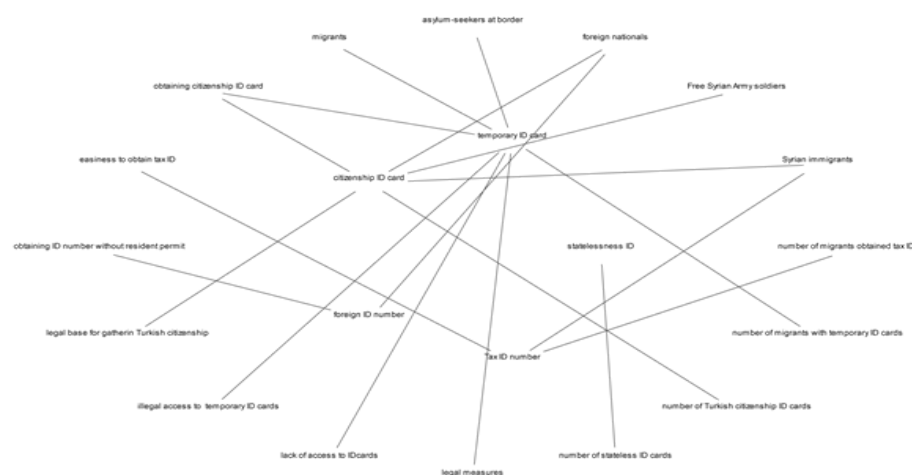 asylum-seekers at border
migrants
foreign nationals
obtaining citizenship ID card
Free Syrian Army soldiers
temporary ID card
easiness to obtain tax ID
Syrian immigrants
citizenship ID card
obtaining ID number without resident permit
statelessness ID
number of migrants obtained tax ID
foreign ID number
legal base for gatherin Turkish citizenship
number of migrants with temporary ID cards
Tax ID number
illegal access to temporary ID cards
number of Turkish citizenship ID cards
lack of access to IDcards
number of stateless ID cards
legal measures